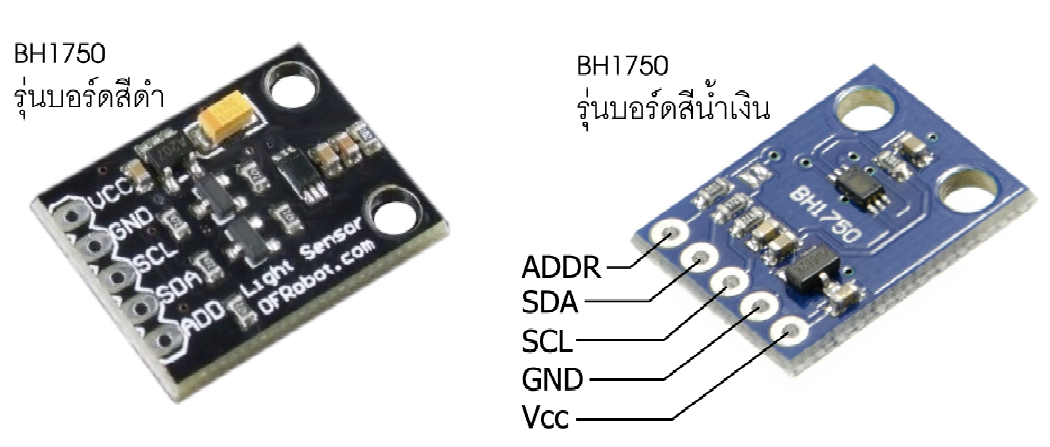 BH1750
รุ่นบอร์ดสีดำ
VCC
GND
SCL
SDA
ADD
Light Sensor
DFRobot.com
BH1750
รุ่นบอร์ดสีน้ำเงิน
BH1750
ADDR
SDA
SCL
GND
Vcc